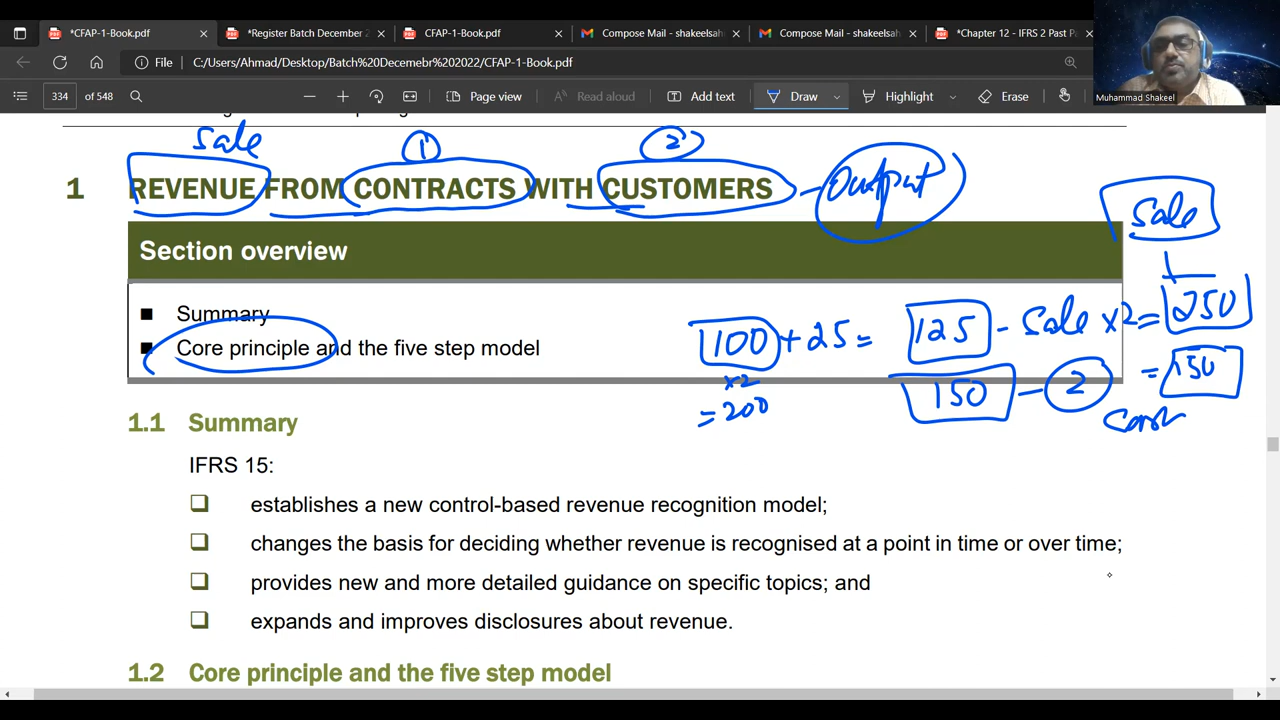 *CFAP-1-Book.pdf
*Register Batch December 2
CFAP-1-Book.pdf
Compose Mail - shakeelsah
Compose Mail - shakeelsah
*Chapter 12 - IFRS 2 Past Pa
File
C:/Users/Ahmad/Desktop/Batch%20Decemebr%202022/CFAP-1-Book.pdf
334 of 548
Page view
Read aloud
Add text
Draw
Highlight
Erase
Muhammad Shakeel
sale
1
2
1 REVENUE FROM CONTRACTS WITH CUSTOMERS - output
sale
Section overview
Summary
Core principle and the five step model
100 + 25 = 125 - sale x2 = 250
x2
= 200
150 - 2 = 150
1.1 Summary
IFRS 15:
establishes a new control-based revenue recognition model;
changes the basis for deciding whether revenue is recognised at a point in time or over time;
provides new and more detailed guidance on specific topics; and
expands and improves disclosures about revenue.
1.2 Core principle and the five step model